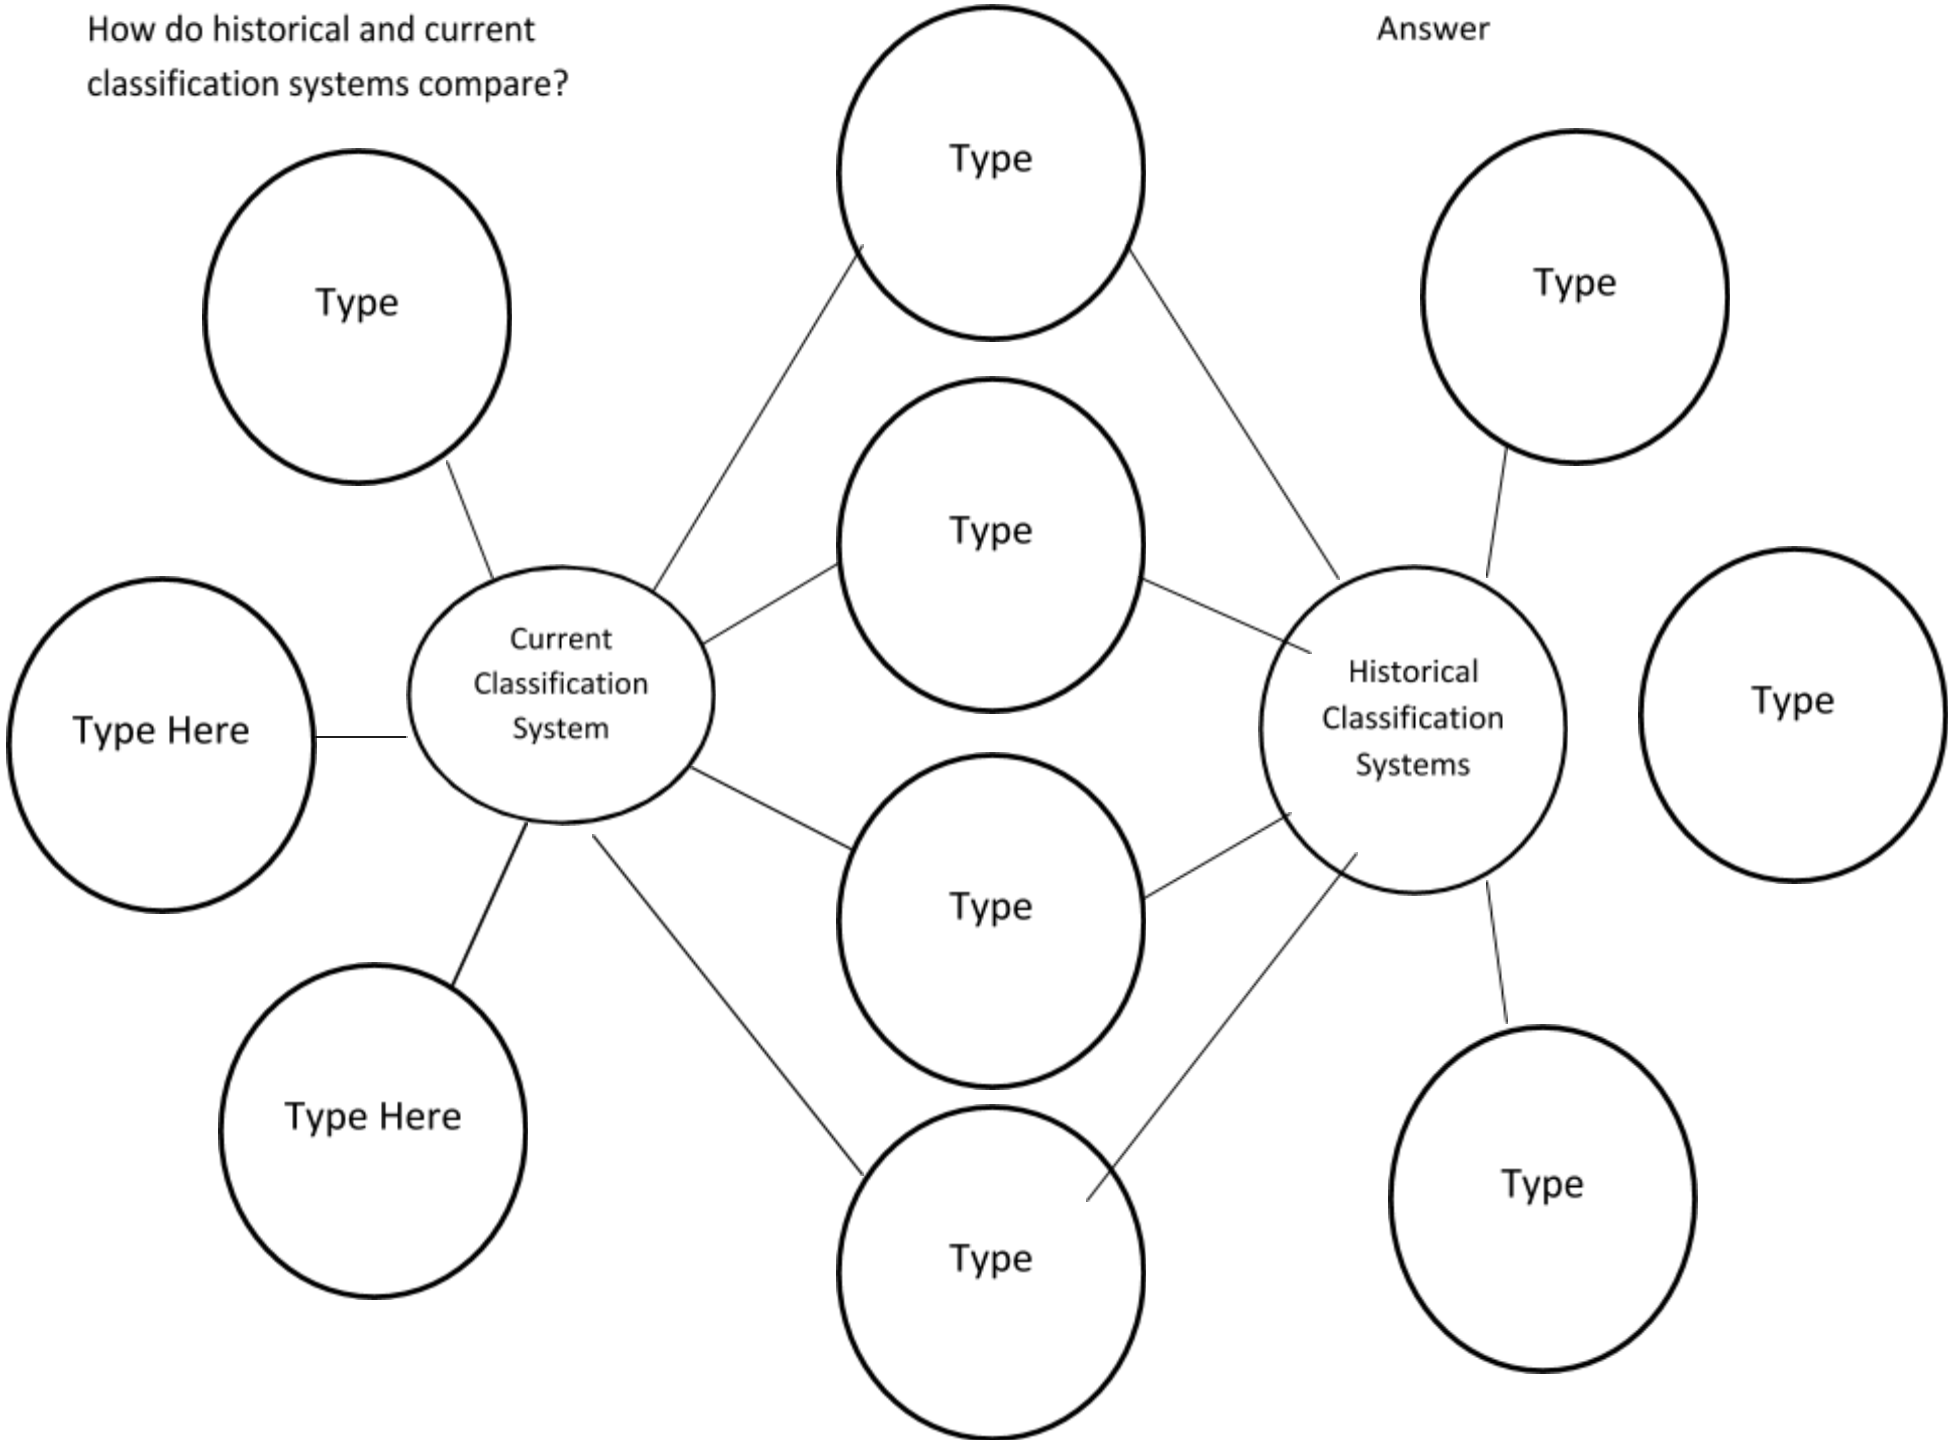 How do historical and current
classification systems compare?
Answer
Type
Type
Type
Type
Current
Classification
System
Historical
Classification
Systems
Type
Type Here
Type
Type Here
Type
Type